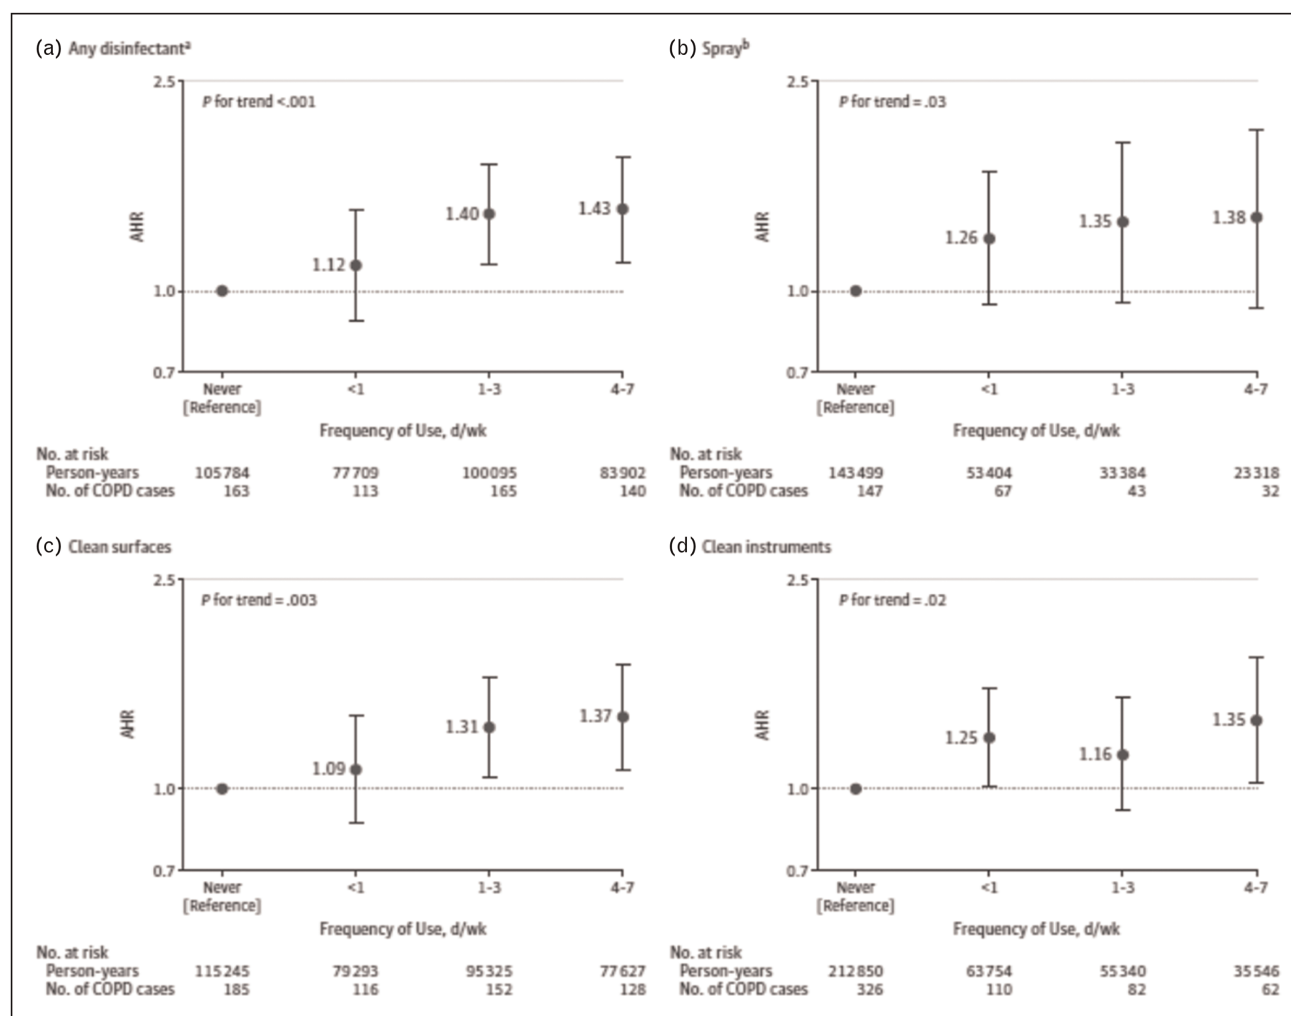 (a) Any disinfectantᵃ
2.5
P for trend <.001
AHR
1.12
1.40
1.43
1.0
0.7
Never <1 1-3 4-7
[Reference]
Frequency of Use, d/wk
No. at risk
Person-years 105784 77709 100095 83902
No. of COPD cases 163 113 165 140
(b) Sprayᵇ
2.5
P for trend = .03
AHR
1.26
1.35
1.38
1.0
0.7
Never <1 1-3 4-7
[Reference]
Frequency of Use, d/wk
No. at risk
Person-years 143499 53404 33384 23318
No. of COPD cases 147 67 43 32
(c) Clean surfaces
2.5
P for trend = .003
AHR
1.09
1.31
1.37
1.0
0.7
Never <1 1-3 4-7
[Reference]
Frequency of Use, d/wk
No. at risk
Person-years 115245 79293 95325 77627
No. of COPD cases 185 116 152 128
(d) Clean instruments
2.5
P for trend = .02
AHR
1.25
1.16
1.35
1.0
0.7
Never <1 1-3 4-7
[Reference]
Frequency of Use, d/wk
No. at risk
Person-years 212850 63754 55340 35546
No. of COPD cases 326 110 82 62